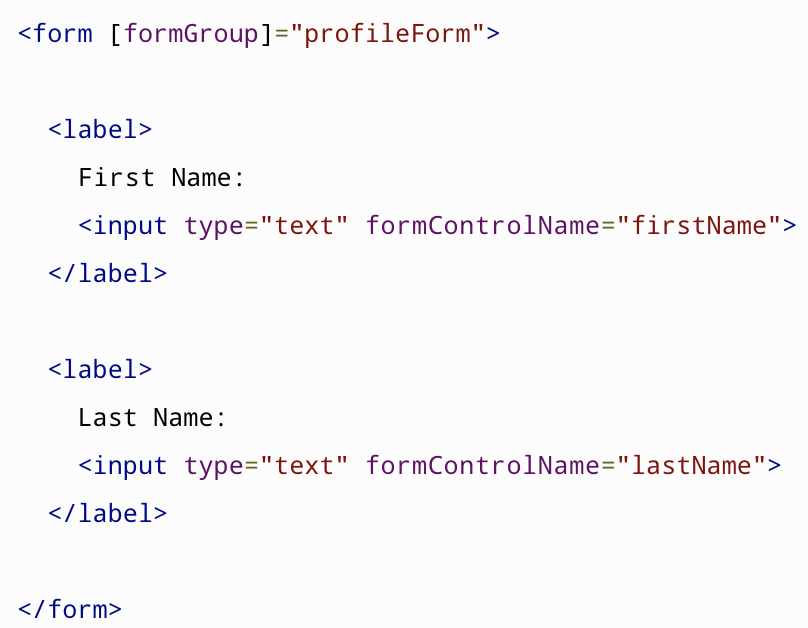 <form [formGroup]="profileForm">
<label>
First Name:
<input type="text" formControlName="firstName">
</label>
<label>
Last Name:
<input type="text" formControlName="lastName">
</label>
</form>